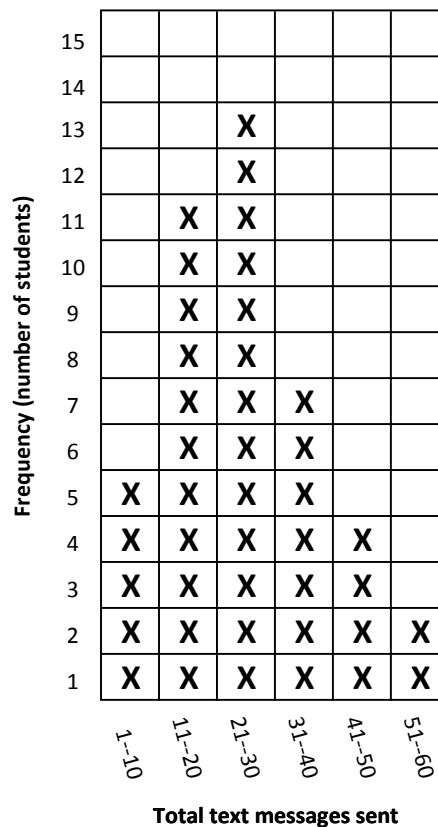 Frequency (number of students)
15
14
13 X
12 X
11 X X
10 X X
9 X X
8 X X
7 X X X
6 X X X
5 X X X X
4 X X X X X
3 X X X X X
2 X X X X X X
1 X X X X X X
1--10 11--20 21--30 31--40 41--50 51--60
Total text messages sent